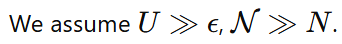 We assume U ≫ ϵ, 𝒩 ≫ N.